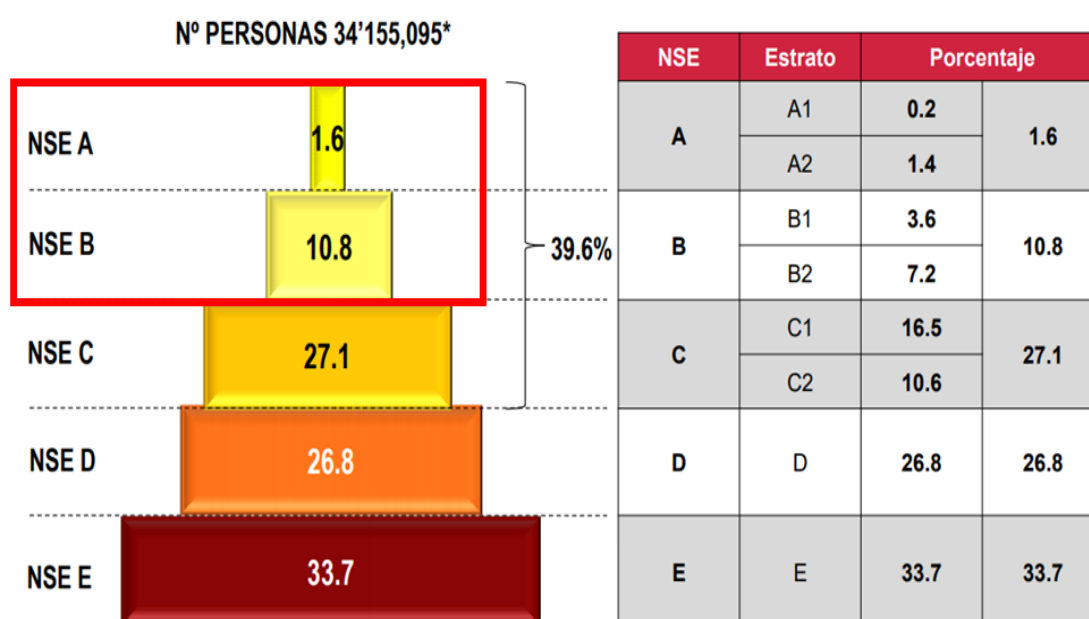 Nº PERSONAS 34'155,095*
NSE A
1.6
NSE B
10.8
39.6%
NSE C
27.1
NSE D
26.8
NSE E
33.7
NSE Estrato Porcentaje
A A1 0.2 1.6
A2 1.4
B B1 3.6 10.8
B2 7.2
C C1 16.5 27.1
C2 10.6
D D 26.8 26.8
E E 33.7 33.7